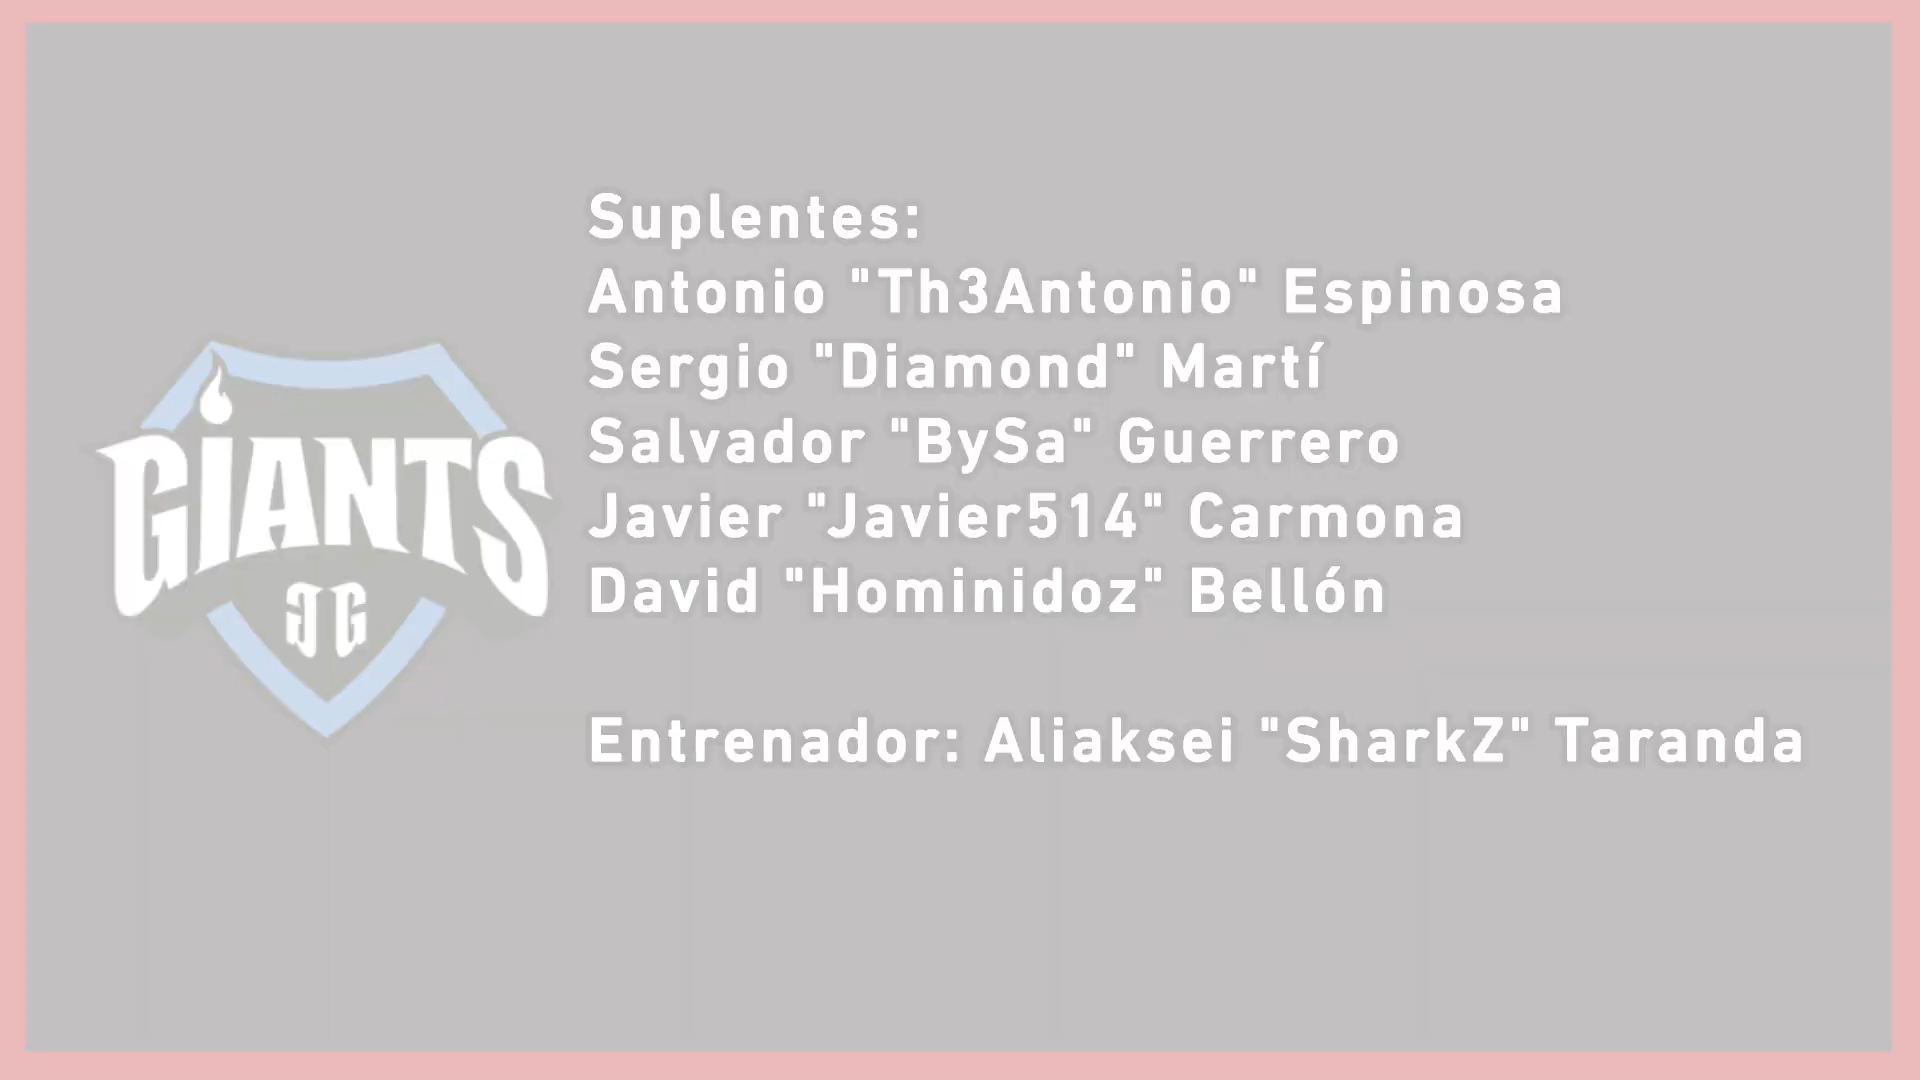 GiANTS
GG
Suplentes:
Antonio "Th3Antonio" Espinosa
Sergio "Diamond" Martí
Salvador "BySa" Guerrero
Javier "Javier514" Carmona
David "Hominidoz" Bellón
Entrenador: Aliaksei "SharkZ" Taranda